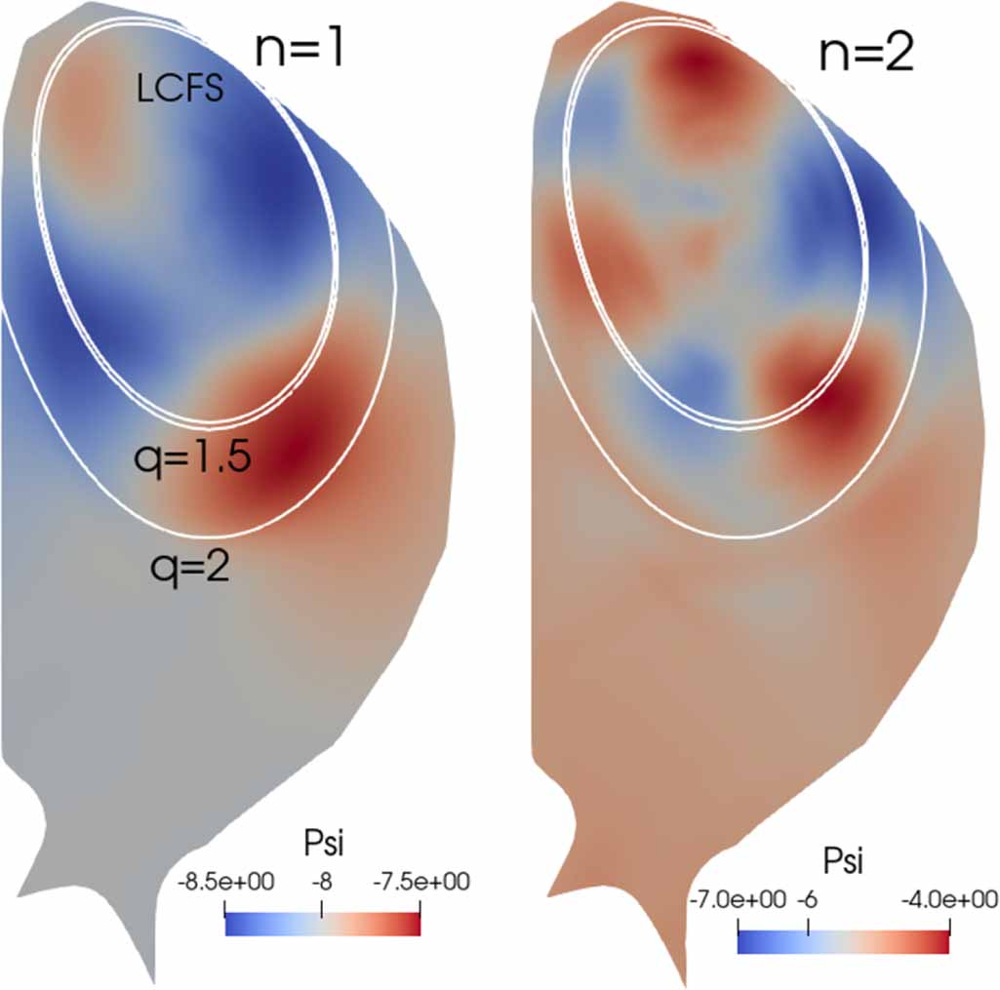 n=1
LCFS
q=1.5
q=2
Psi
-8.5e+00 -8 -7.5e+00
n=2
Psi
-7.0e+00 -6 -4.0e+00